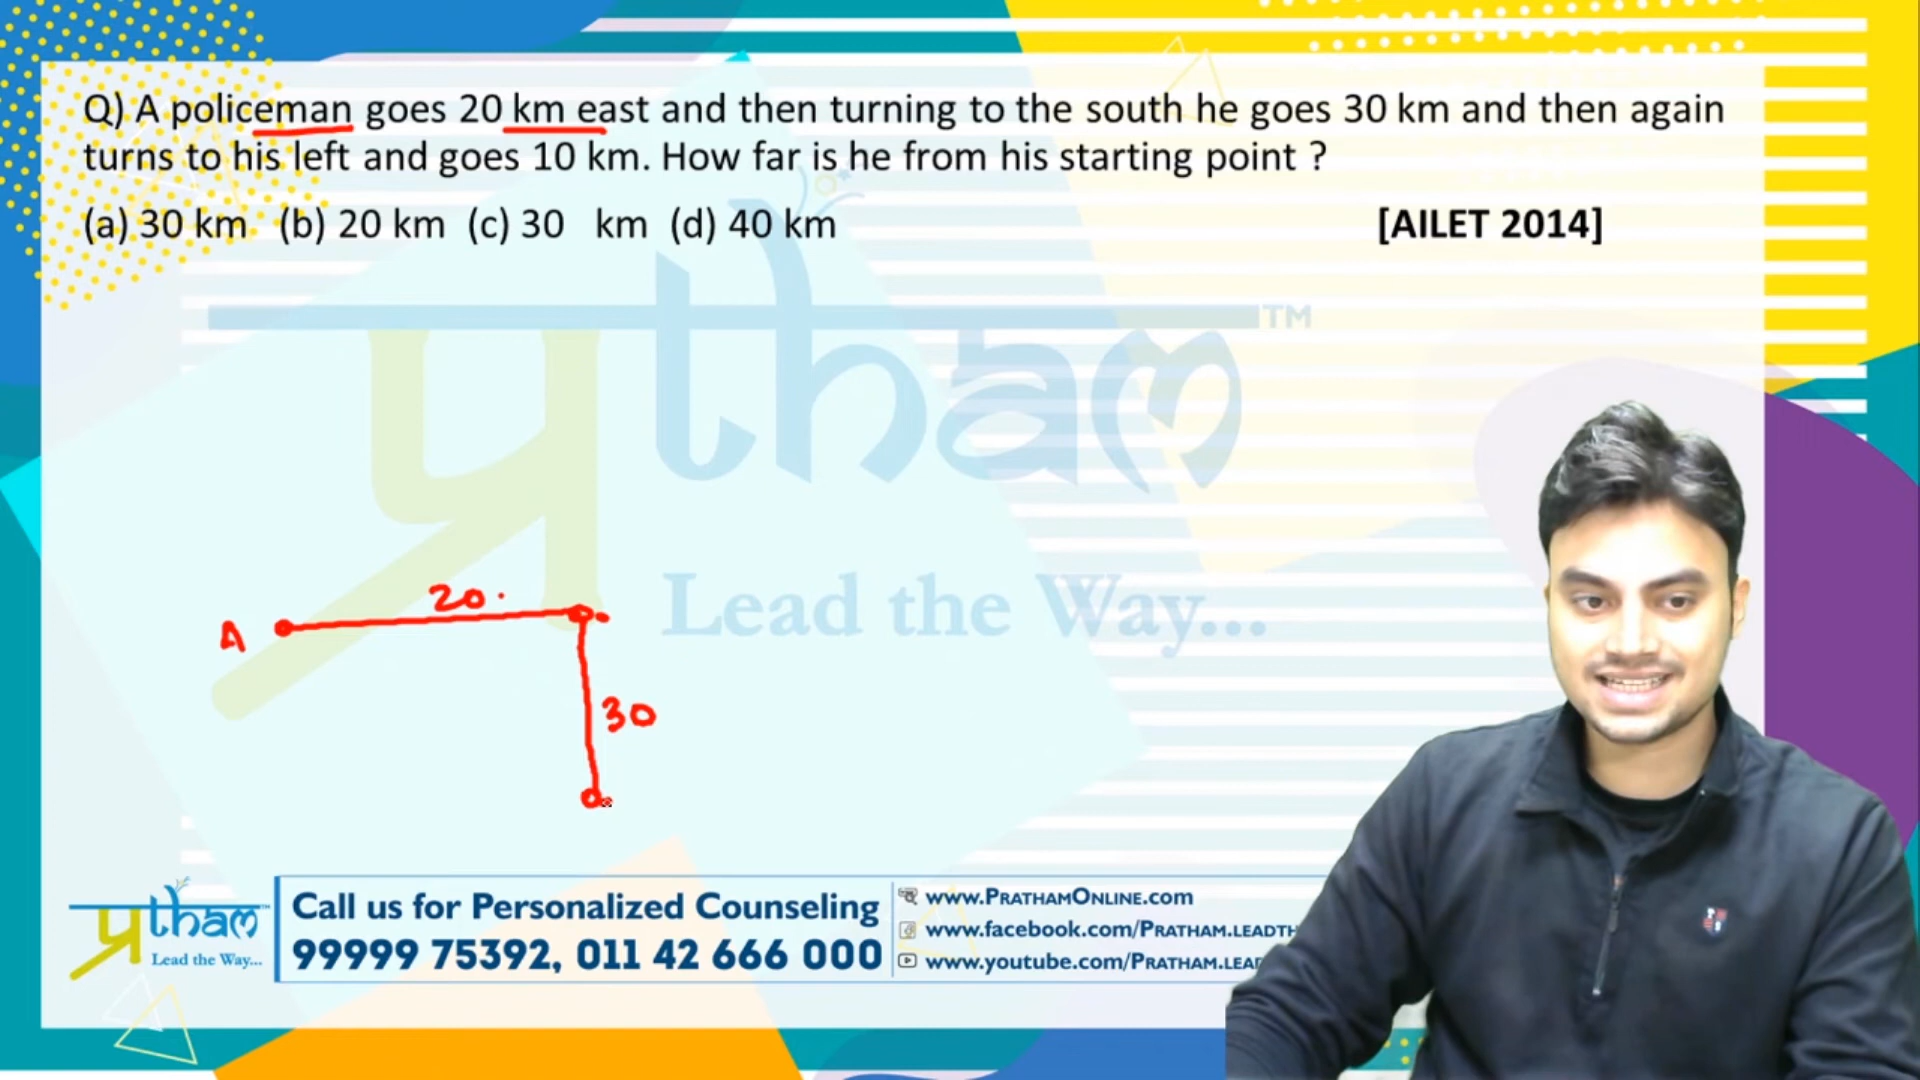 Q) A policeman goes 20 km east and then turning to the south he goes 30 km and then again
turns to his left and goes 10 km. How far is he from his starting point ?
(a) 30 km (b) 20 km (c) 30 km (d) 40 km
[AILET 2014]
प्रtham TM
Lead the Way...
20
A
30
प्रtham TM
Lead the Way...
Call us for Personalized Counseling
99999 75392, 011 42 666 000
www.PRATHAMONLINE.com
www.facebook.com/PRATHAM.LEADTH
www.youtube.com/PRATHAM.LEA